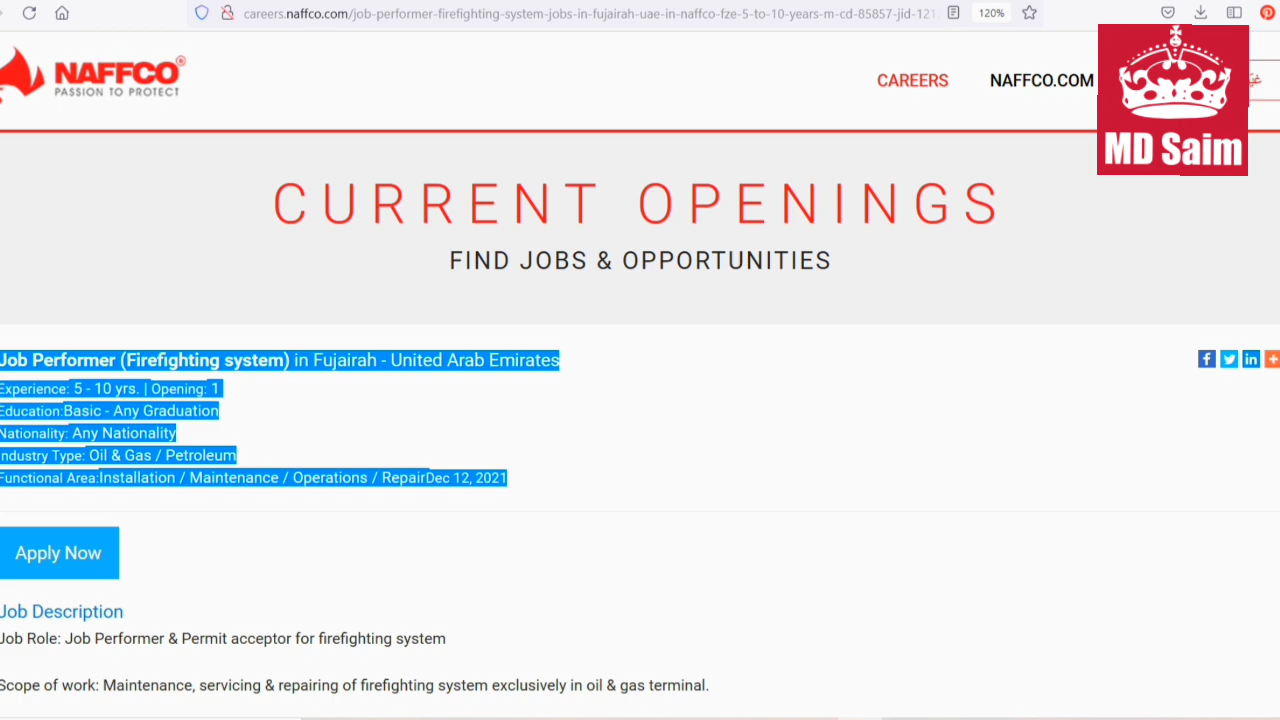 careers.naffco.com/job-performer-firefighting-system-jobs-in-fujairah-uae-in-naffco-fze-5-to-10-years-m-cd-85857-jid-121
120%
NAFFCO®
PASSION TO PROTECT
CAREERS
NAFFCO.COM
MD Saim
CURRENT OPENINGS
FIND JOBS & OPPORTUNITIES
Job Performer (Firefighting system) in Fujairah - United Arab Emirates
Experience: 5 - 10 yrs. | Opening: 1
Education:Basic - Any Graduation
Nationality: Any Nationality
Industry Type: Oil & Gas / Petroleum
Functional Area:Installation / Maintenance / Operations / RepairDec 12, 2021
Apply Now
Job Description
Job Role: Job Performer & Permit acceptor for firefighting system
Scope of work: Maintenance, servicing & repairing of firefighting system exclusively in oil & gas terminal.